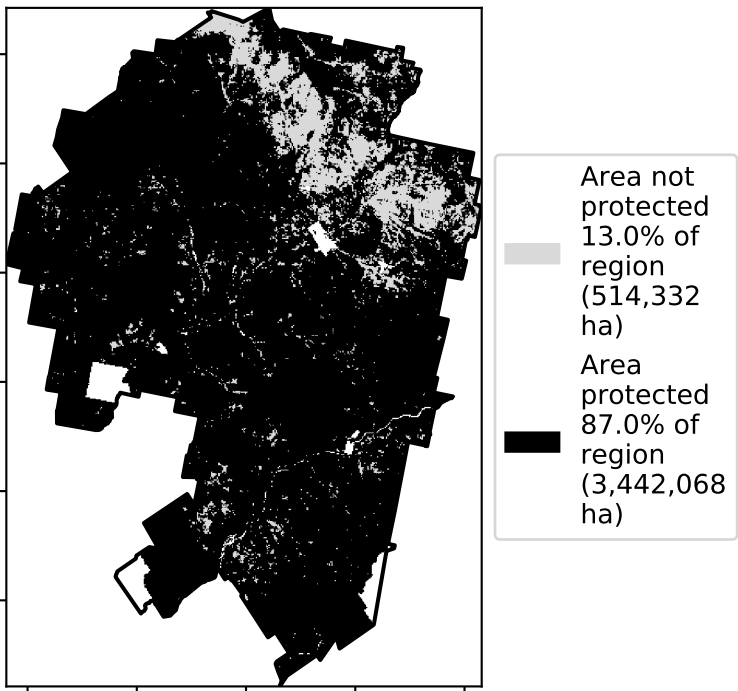 Area not
protected
13.0% of
region
(514,332
ha)
Area
protected
87.0% of
region
(3,442,068
ha)